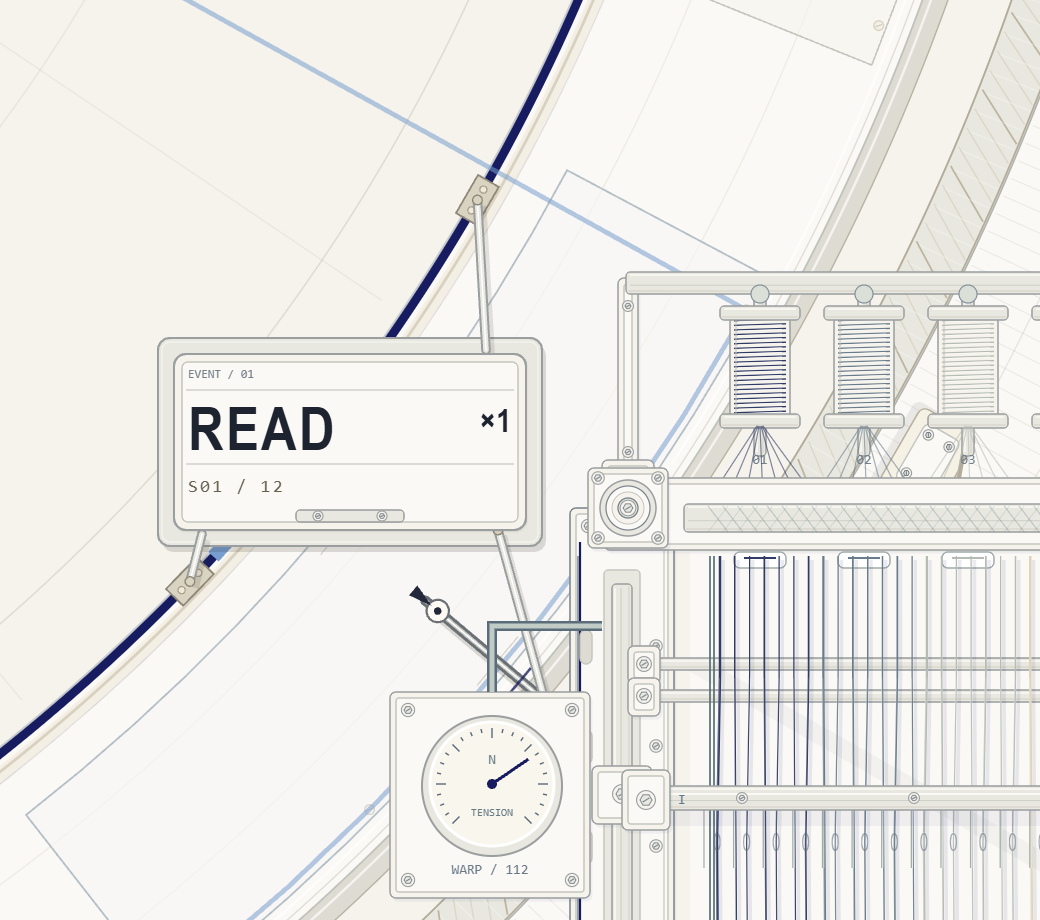 EVENT / 01
READ
×1
S01 / 12
01
02
03
N
TENSION
WARP / 112
I